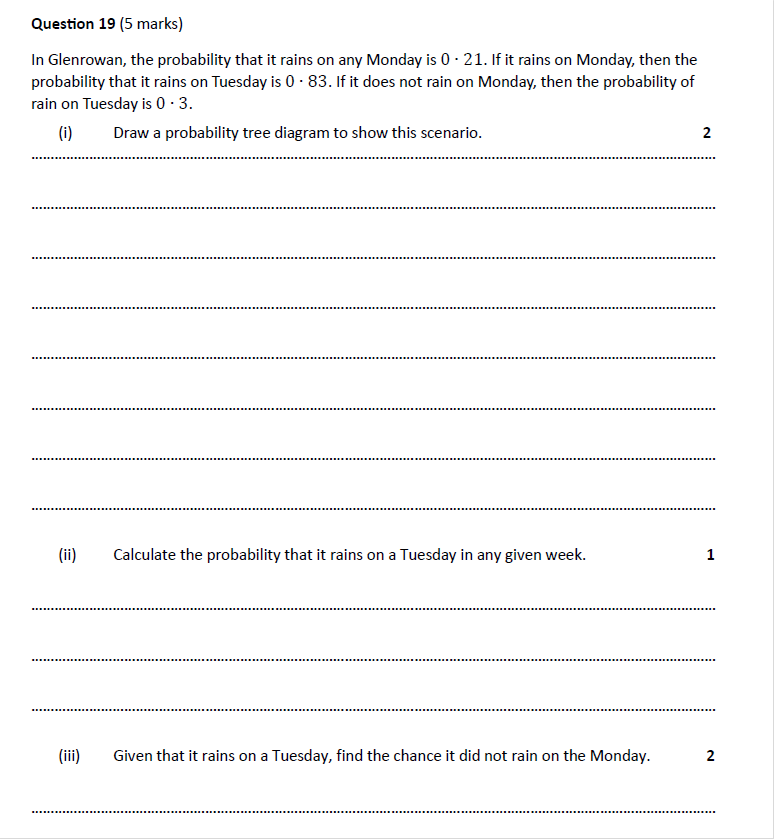 Question 19 (5 marks)
In Glenrowan, the probability that it rains on any Monday is 0 · 21. If it rains on Monday, then the
probability that it rains on Tuesday is 0 · 83. If it does not rain on Monday, then the probability of
rain on Tuesday is 0 · 3.
(i) Draw a probability tree diagram to show this scenario. 2
(ii) Calculate the probability that it rains on a Tuesday in any given week. 1
(iii) Given that it rains on a Tuesday, find the chance it did not rain on the Monday. 2